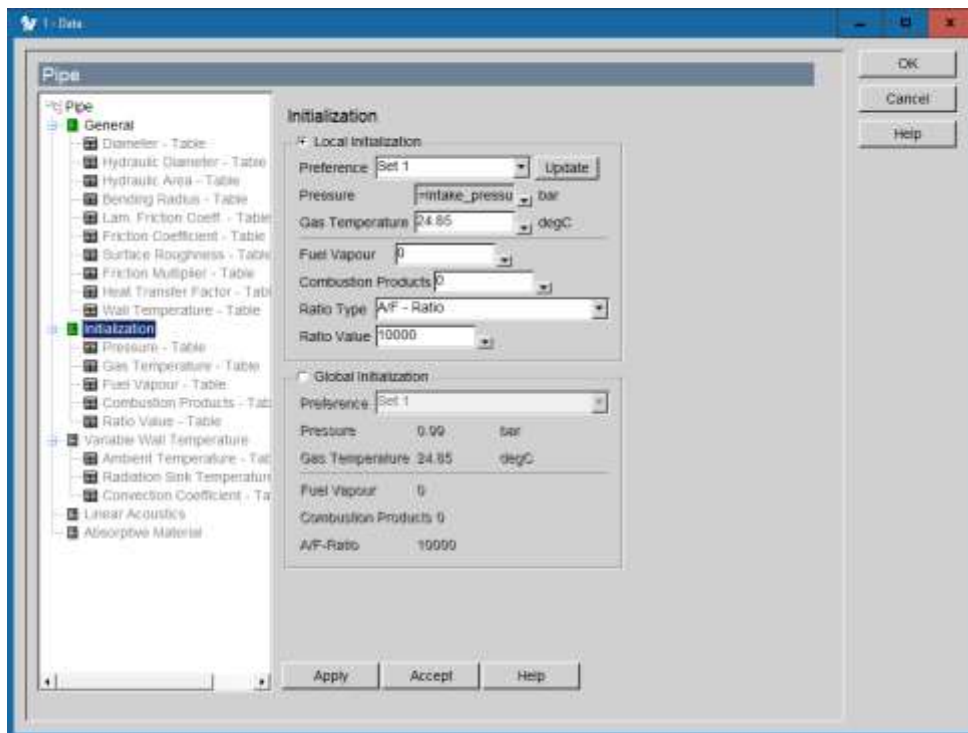 1 - Data
Pipe
OK
Cancel
Help
Pipe
General
Diameter - Table
Hydraulic Diameter - Table
Hydraulic Area - Table
Bending Radius - Table
Lam. Friction Coeff. - Table
Friction Coefficient - Table
Surface Roughness - Table
Friction Multiplier - Table
Heat Transfer Factor - Tabl
Wall Temperature - Table
Initialization
Pressure - Table
Gas Temperature - Table
Fuel Vapour - Table
Combustion Products - Tab
Ratio Value - Table
Variable Wall Temperature
Ambient Temperature - Tab
Radiation Sink Temperature
Convection Coefficient - Ta
Linear Acoustics
Absorptive Material
Initialization
Local Initialization
Preference Set 1 Update
Pressure =intake_pressu bar
Gas Temperature 24.85 degC
Fuel Vapour 0
Combustion Products 0
Ratio Type A/F - Ratio
Ratio Value 10000
Global Initialization
Preference Set 1
Pressure 0.99 bar
Gas Temperature 24.85 degC
Fuel Vapour 0
Combustion Products 0
A/F-Ratio 10000
Apply Accept Help